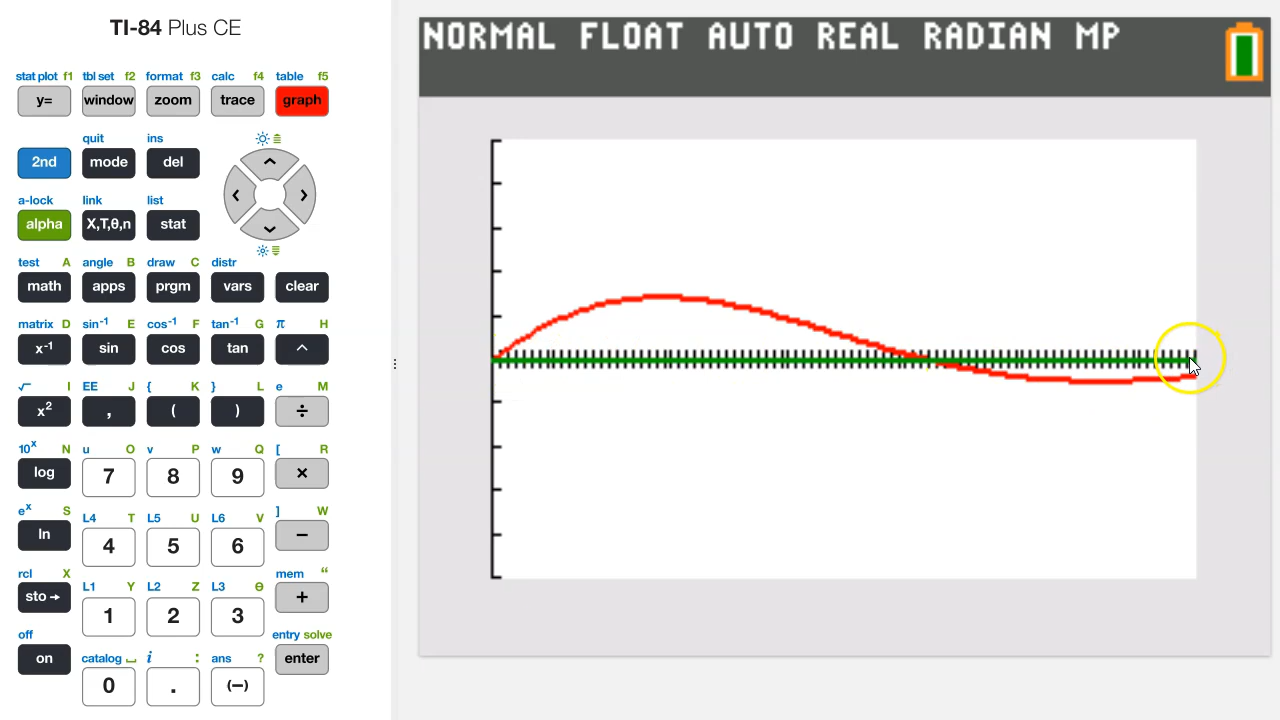 TI-84 Plus CE
NORMAL FLOAT AUTO REAL RADIAN MP
stat plot f1 tbl set f2 format f3 calc f4 table f5
y= window zoom trace graph
quit ins
2nd mode del
a-lock link list
alpha X,T,θ,n stat
test A angle B draw C distr
math apps prgm vars clear
matrix D sin⁻¹ E cos⁻¹ F tan⁻¹ G π H
x⁻¹ sin cos tan ^
√ I EE J { K } L e M
x² , ( ) ÷
10ˣ N u O v P w Q [ R
log 7 8 9 ×
eˣ S L4 T L5 U L6 V ] W
ln 4 5 6 −
rcl X L1 Y L2 Z L3 θ mem “
sto→ 1 2 3 +
off catalog ⎵ i : ans ? entry solve
on 0 . (−) enter